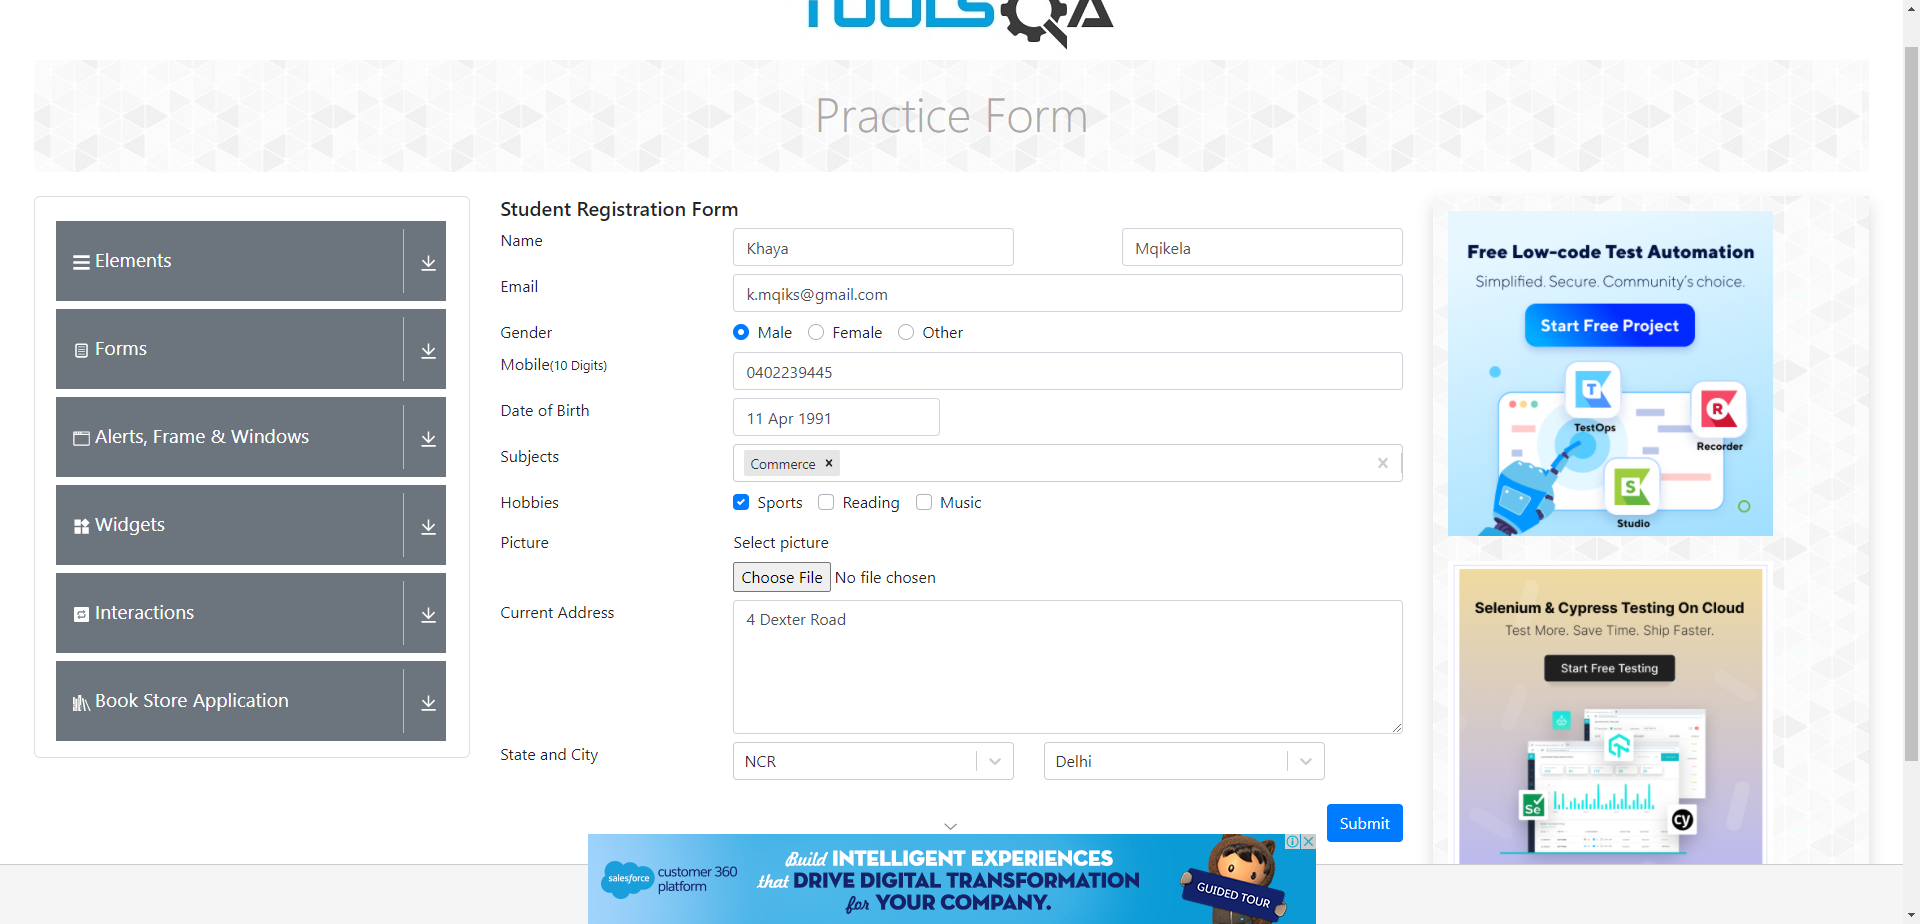 TOOLSQA
Practice Form
Elements
Forms
Alerts, Frame & Windows
Widgets
Interactions
Book Store Application
Student Registration Form
Name
Khaya
Mqikela
Email
k.mqiks@gmail.com
Gender
Male
Female
Other
Mobile(10 Digits)
0402239445
Date of Birth
11 Apr 1991
Subjects
Commerce ×
×
Hobbies
Sports
Reading
Music
Picture
Select picture
Choose File No file chosen
Current Address
4 Dexter Road
State and City
NCR
Delhi
Submit
Free Low-code Test Automation
Simplified. Secure. Community's choice.
Start Free Project
T
TestOps
R
Recorder
S
Studio
Selenium & Cypress Testing On Cloud
Test More. Save Time. Ship Faster.
Start Free Testing
Se
cy
salesforce
customer 360
platform
Build INTELLIGENT EXPERIENCES
that DRIVE DIGITAL TRANSFORMATION
for YOUR COMPANY.
GUIDED TOUR